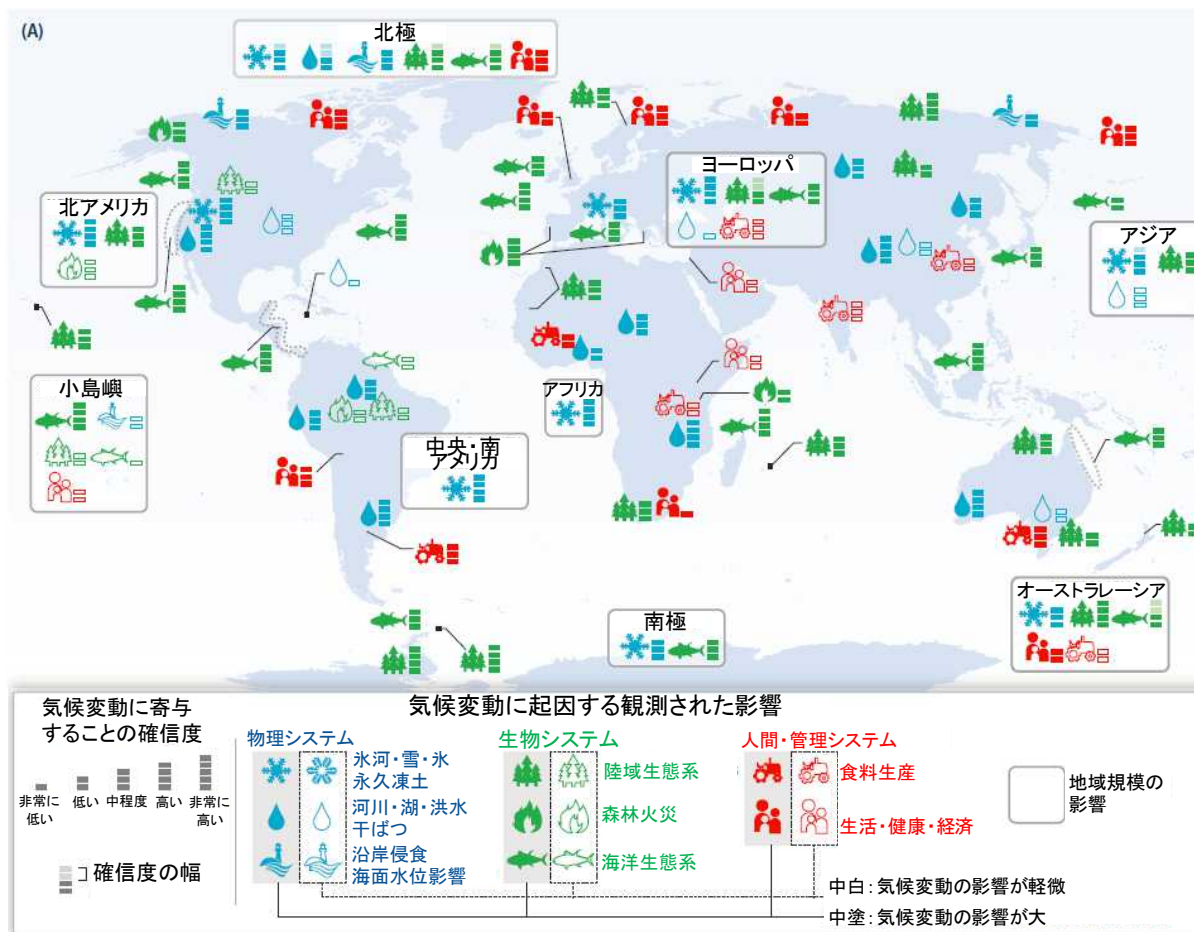 (A)
北極
ヨーロッパ
北アメリカ
アジア
小島嶼
アフリカ
中央・南
アメリカ
オーストラレーシア
南極
気候変動に寄与
することの確信度
非常に
低い
低い
中程度
高い
非常に
高い
確信度の幅
気候変動に起因する観測された影響
物理システム
氷河・雪・氷
永久凍土
河川・湖・洪水
干ばつ
沿岸侵食
海面水位影響
生物システム
陸域生態系
森林火災
海洋生態系
人間・管理システム
食料生産
生活・健康・経済
地域規模の
影響
中白：気候変動の影響が軽微
中塗：気候変動の影響が大